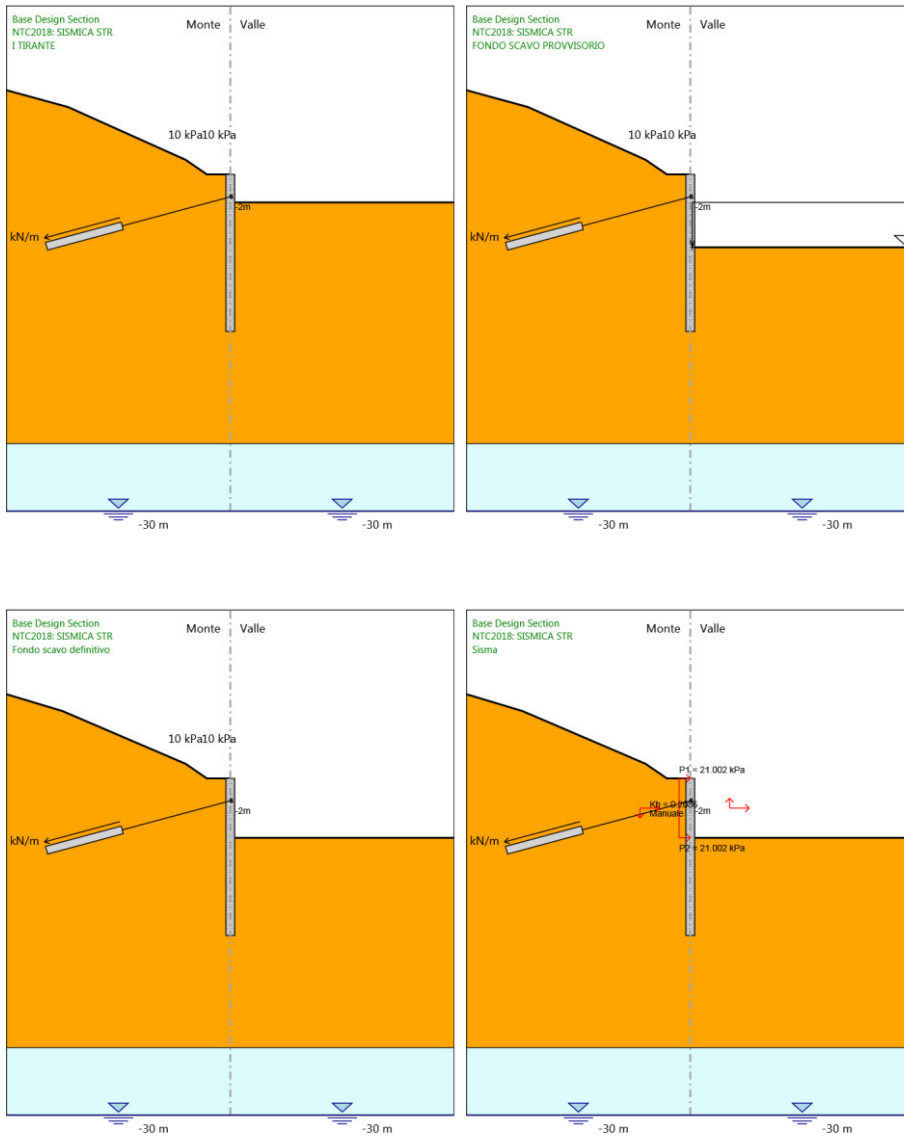 Base Design Section
NTC2018: SISMICA STR
I TIRANTE
Monte
Valle
10 kPa10 kPa
-2m
kN/m
-30 m
-30 m
Base Design Section
NTC2018: SISMICA STR
FONDO SCAVO PROVVISORIO
Monte
Valle
10 kPa10 kPa
-2m
kN/m
-30 m
-30 m
Base Design Section
NTC2018: SISMICA STR
Fondo scavo definitivo
Monte
Valle
10 kPa10 kPa
-2m
kN/m
-30 m
-30 m
Base Design Section
NTC2018: SISMICA STR
Sisma
Monte
Valle
P1 = 21.002 kPa
Manuale
-2m
kN/m
P2 = 21.002 kPa
-30 m
-30 m